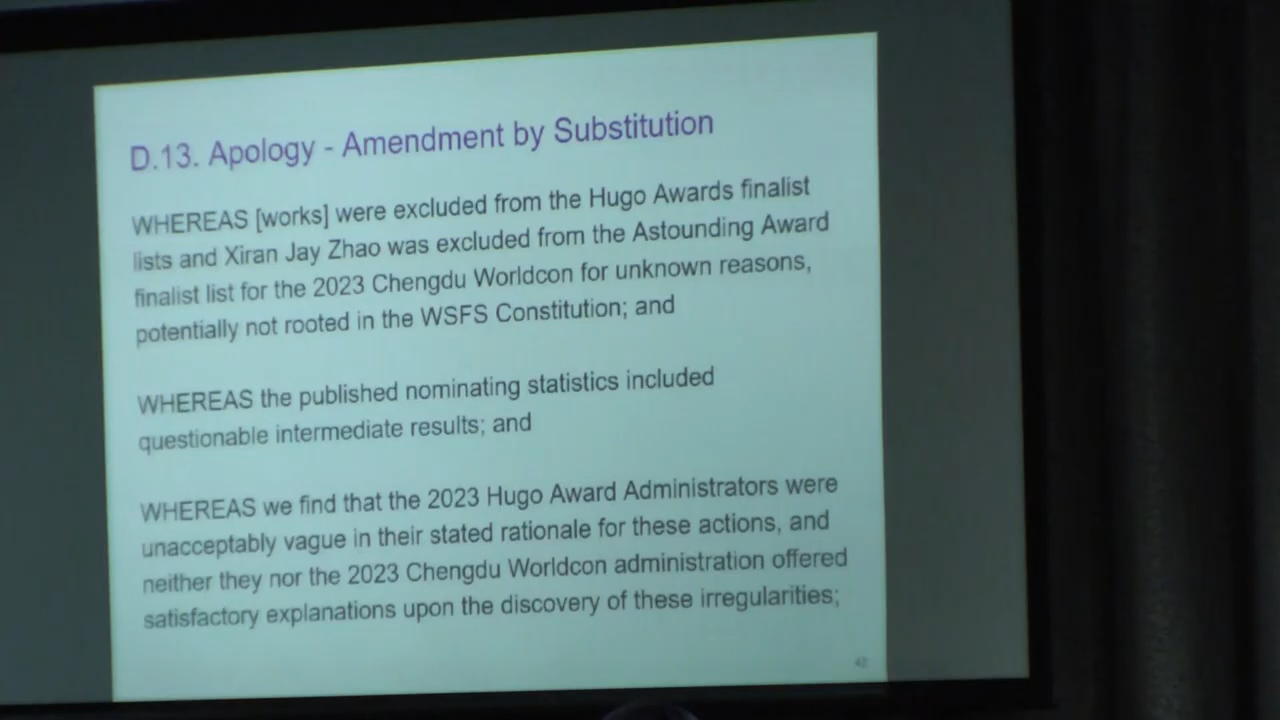 D.13. Apology - Amendment by Substitution
WHEREAS [works] were excluded from the Hugo Awards finalist
lists and Xiran Jay Zhao was excluded from the Astounding Award
finalist list for the 2023 Chengdu Worldcon for unknown reasons,
potentially not rooted in the WSFS Constitution; and
WHEREAS the published nominating statistics included
questionable intermediate results; and
WHEREAS we find that the 2023 Hugo Award Administrators were
unacceptably vague in their stated rationale for these actions, and
neither they nor the 2023 Chengdu Worldcon administration offered
satisfactory explanations upon the discovery of these irregularities;
42